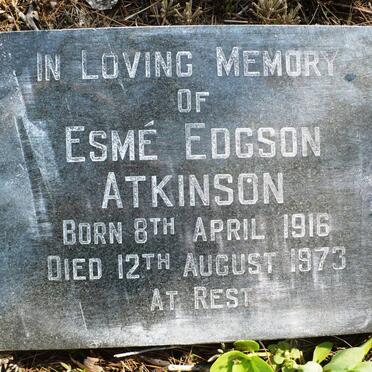 IN LOVING MEMORY
OF
ESMÉ EDGSON
ATKINSON
BORN 8TH APRIL 1916
DIED 12TH AUGUST 1973
AT REST